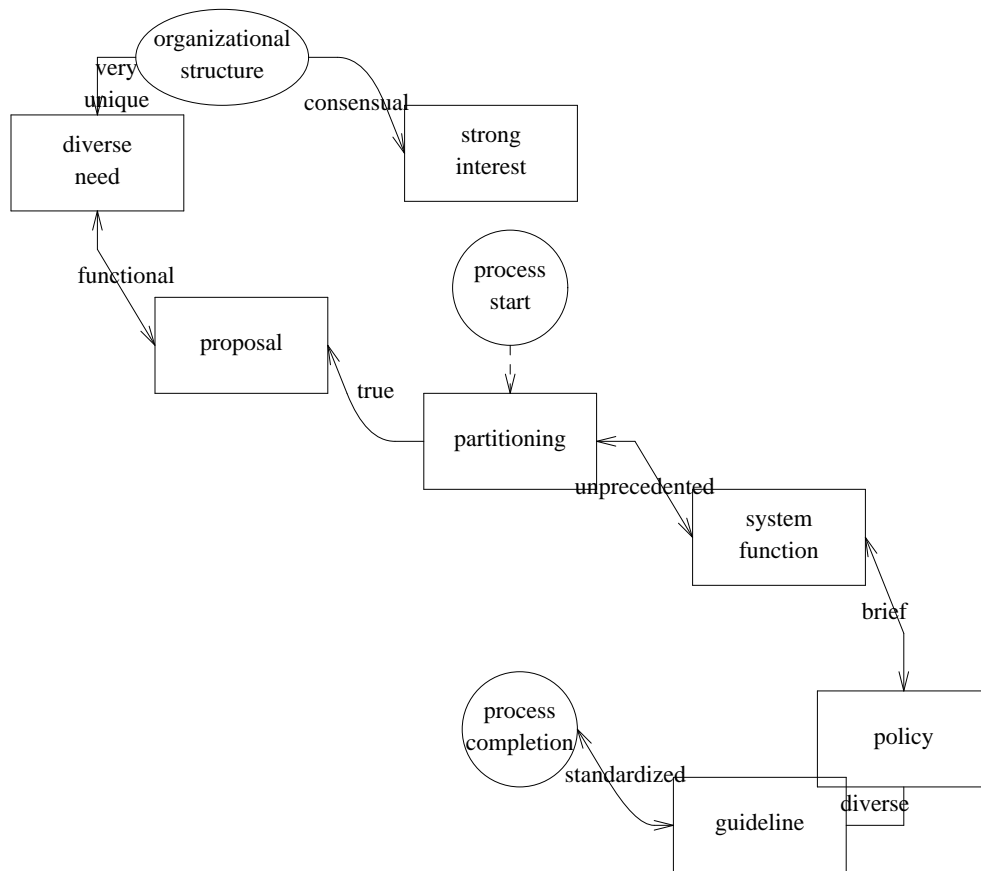 organizational
structure
very
unique
consensual
diverse
need
strong
interest
functional
process
start
proposal
true
partitioning
unprecedented
system
function
brief
process
completion
policy
standardized
diverse
guideline